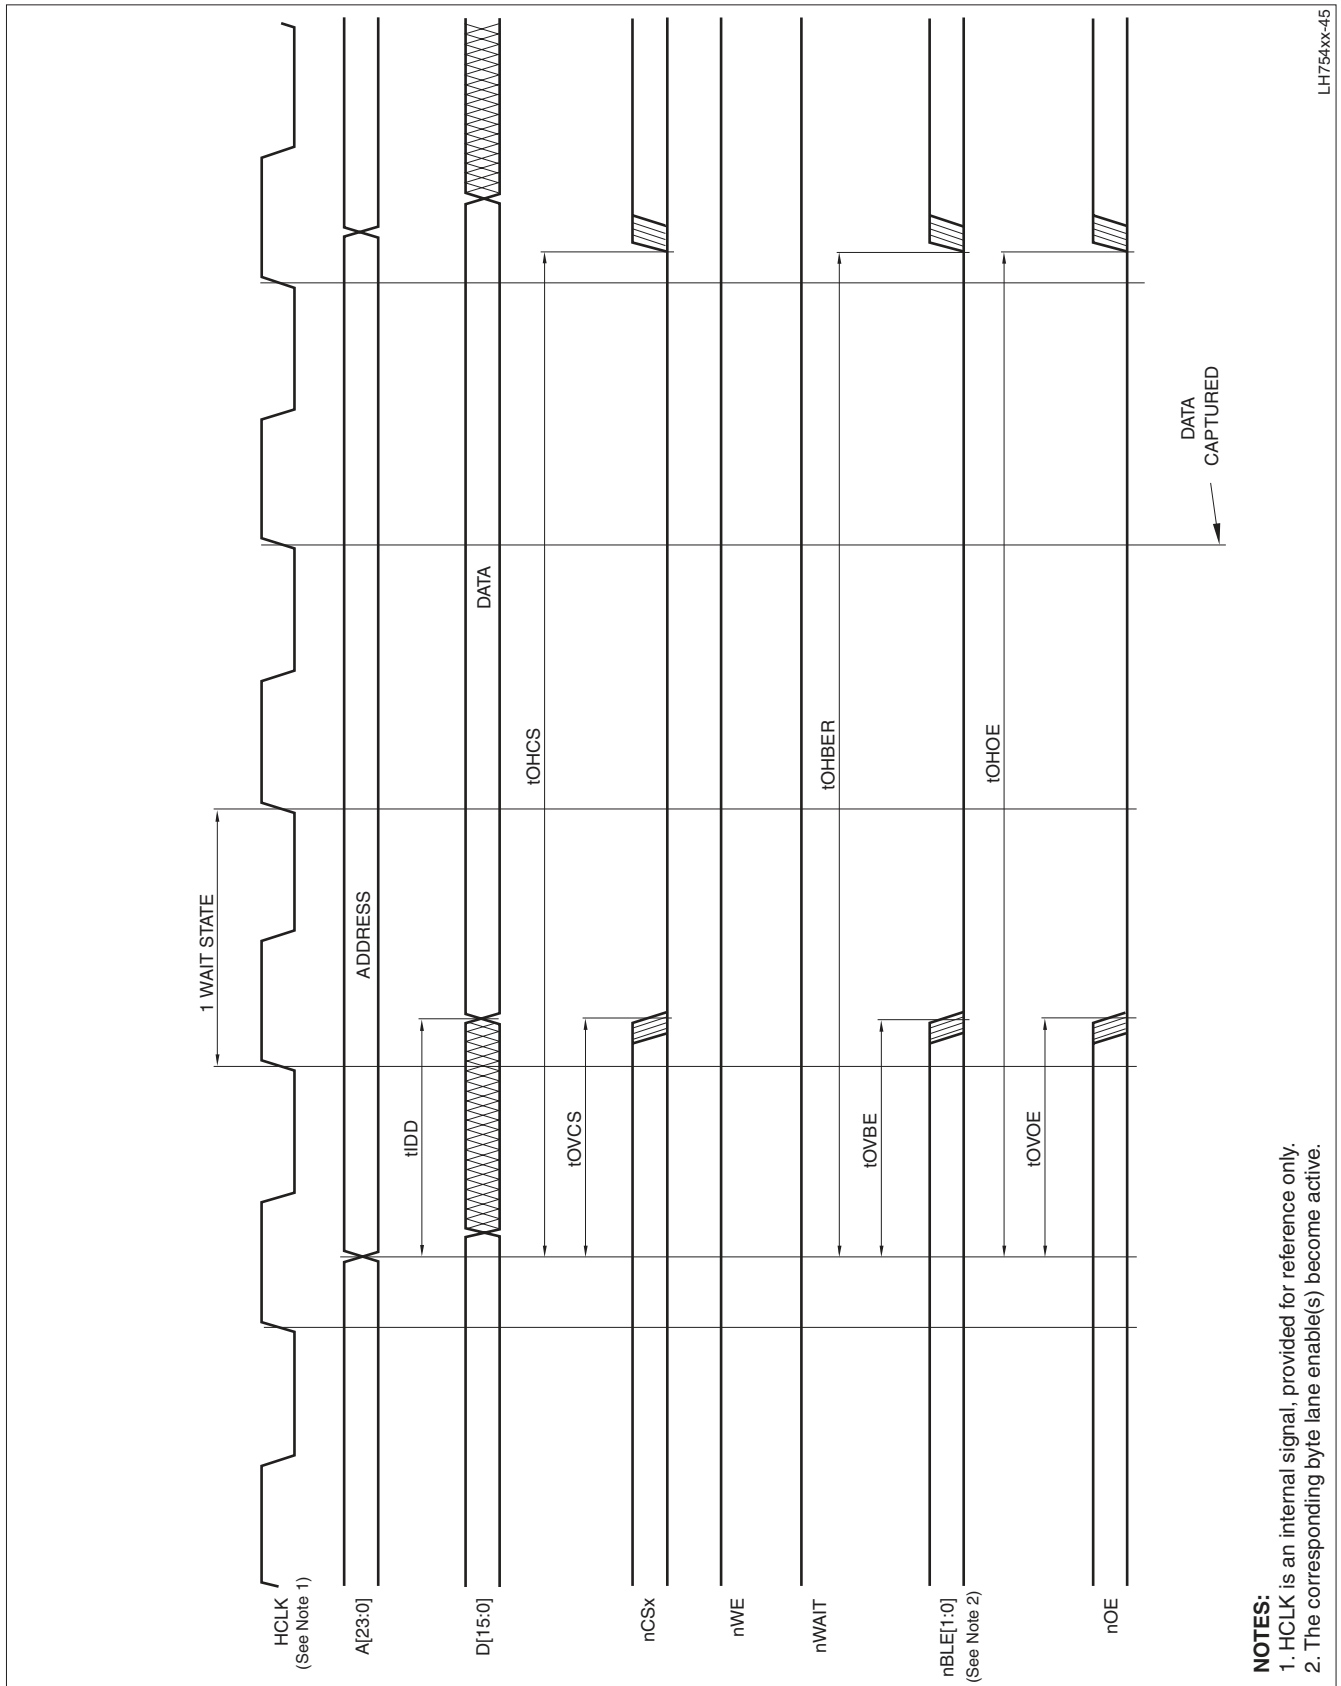 1 WAIT STATE
HCLK
(See Note 1)
A[23:0]
ADDRESS
tIDD
D[15:0]
DATA
tOHCS
tOVCS
nCSx
nWE
nWAIT
tOHBER
tOVBE
nBLE[1:0]
(See Note 2)
tOHOE
tOVOE
nOE
DATA
CAPTURED
NOTES:
1. HCLK is an internal signal, provided for reference only.
2. The corresponding byte lane enable(s) become active.
LH754xx-45